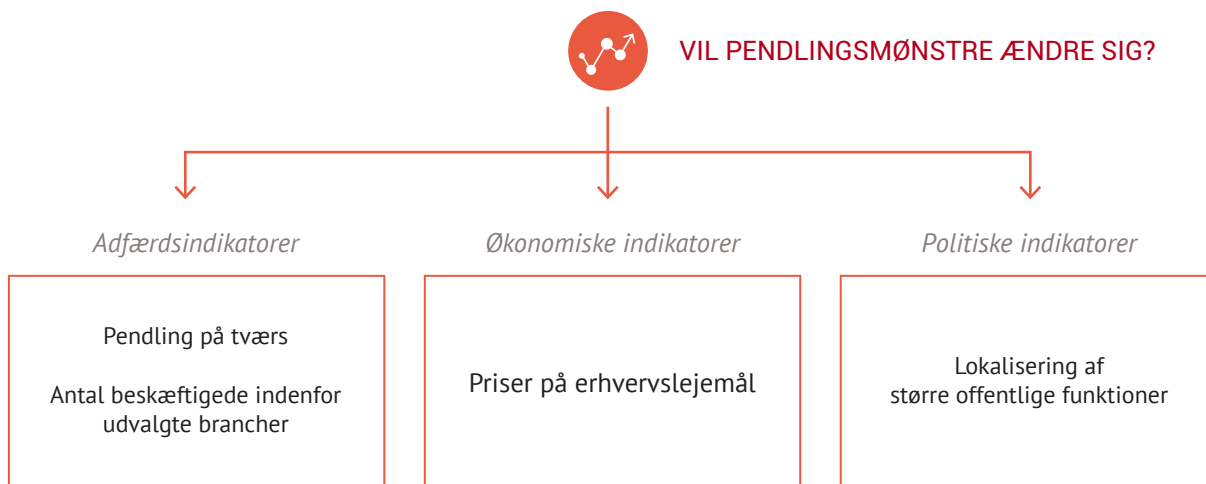 VIL PENDLINGSMØNSTRE ÆNDRE SIG?
Adfærdsindikatorer
Pendling på tværs
Antal beskæftigede indenfor
udvalgte brancher
Økonomiske indikatorer
Priser på erhvervslejemål
Politiske indikatorer
Lokalisering af
større offentlige funktioner